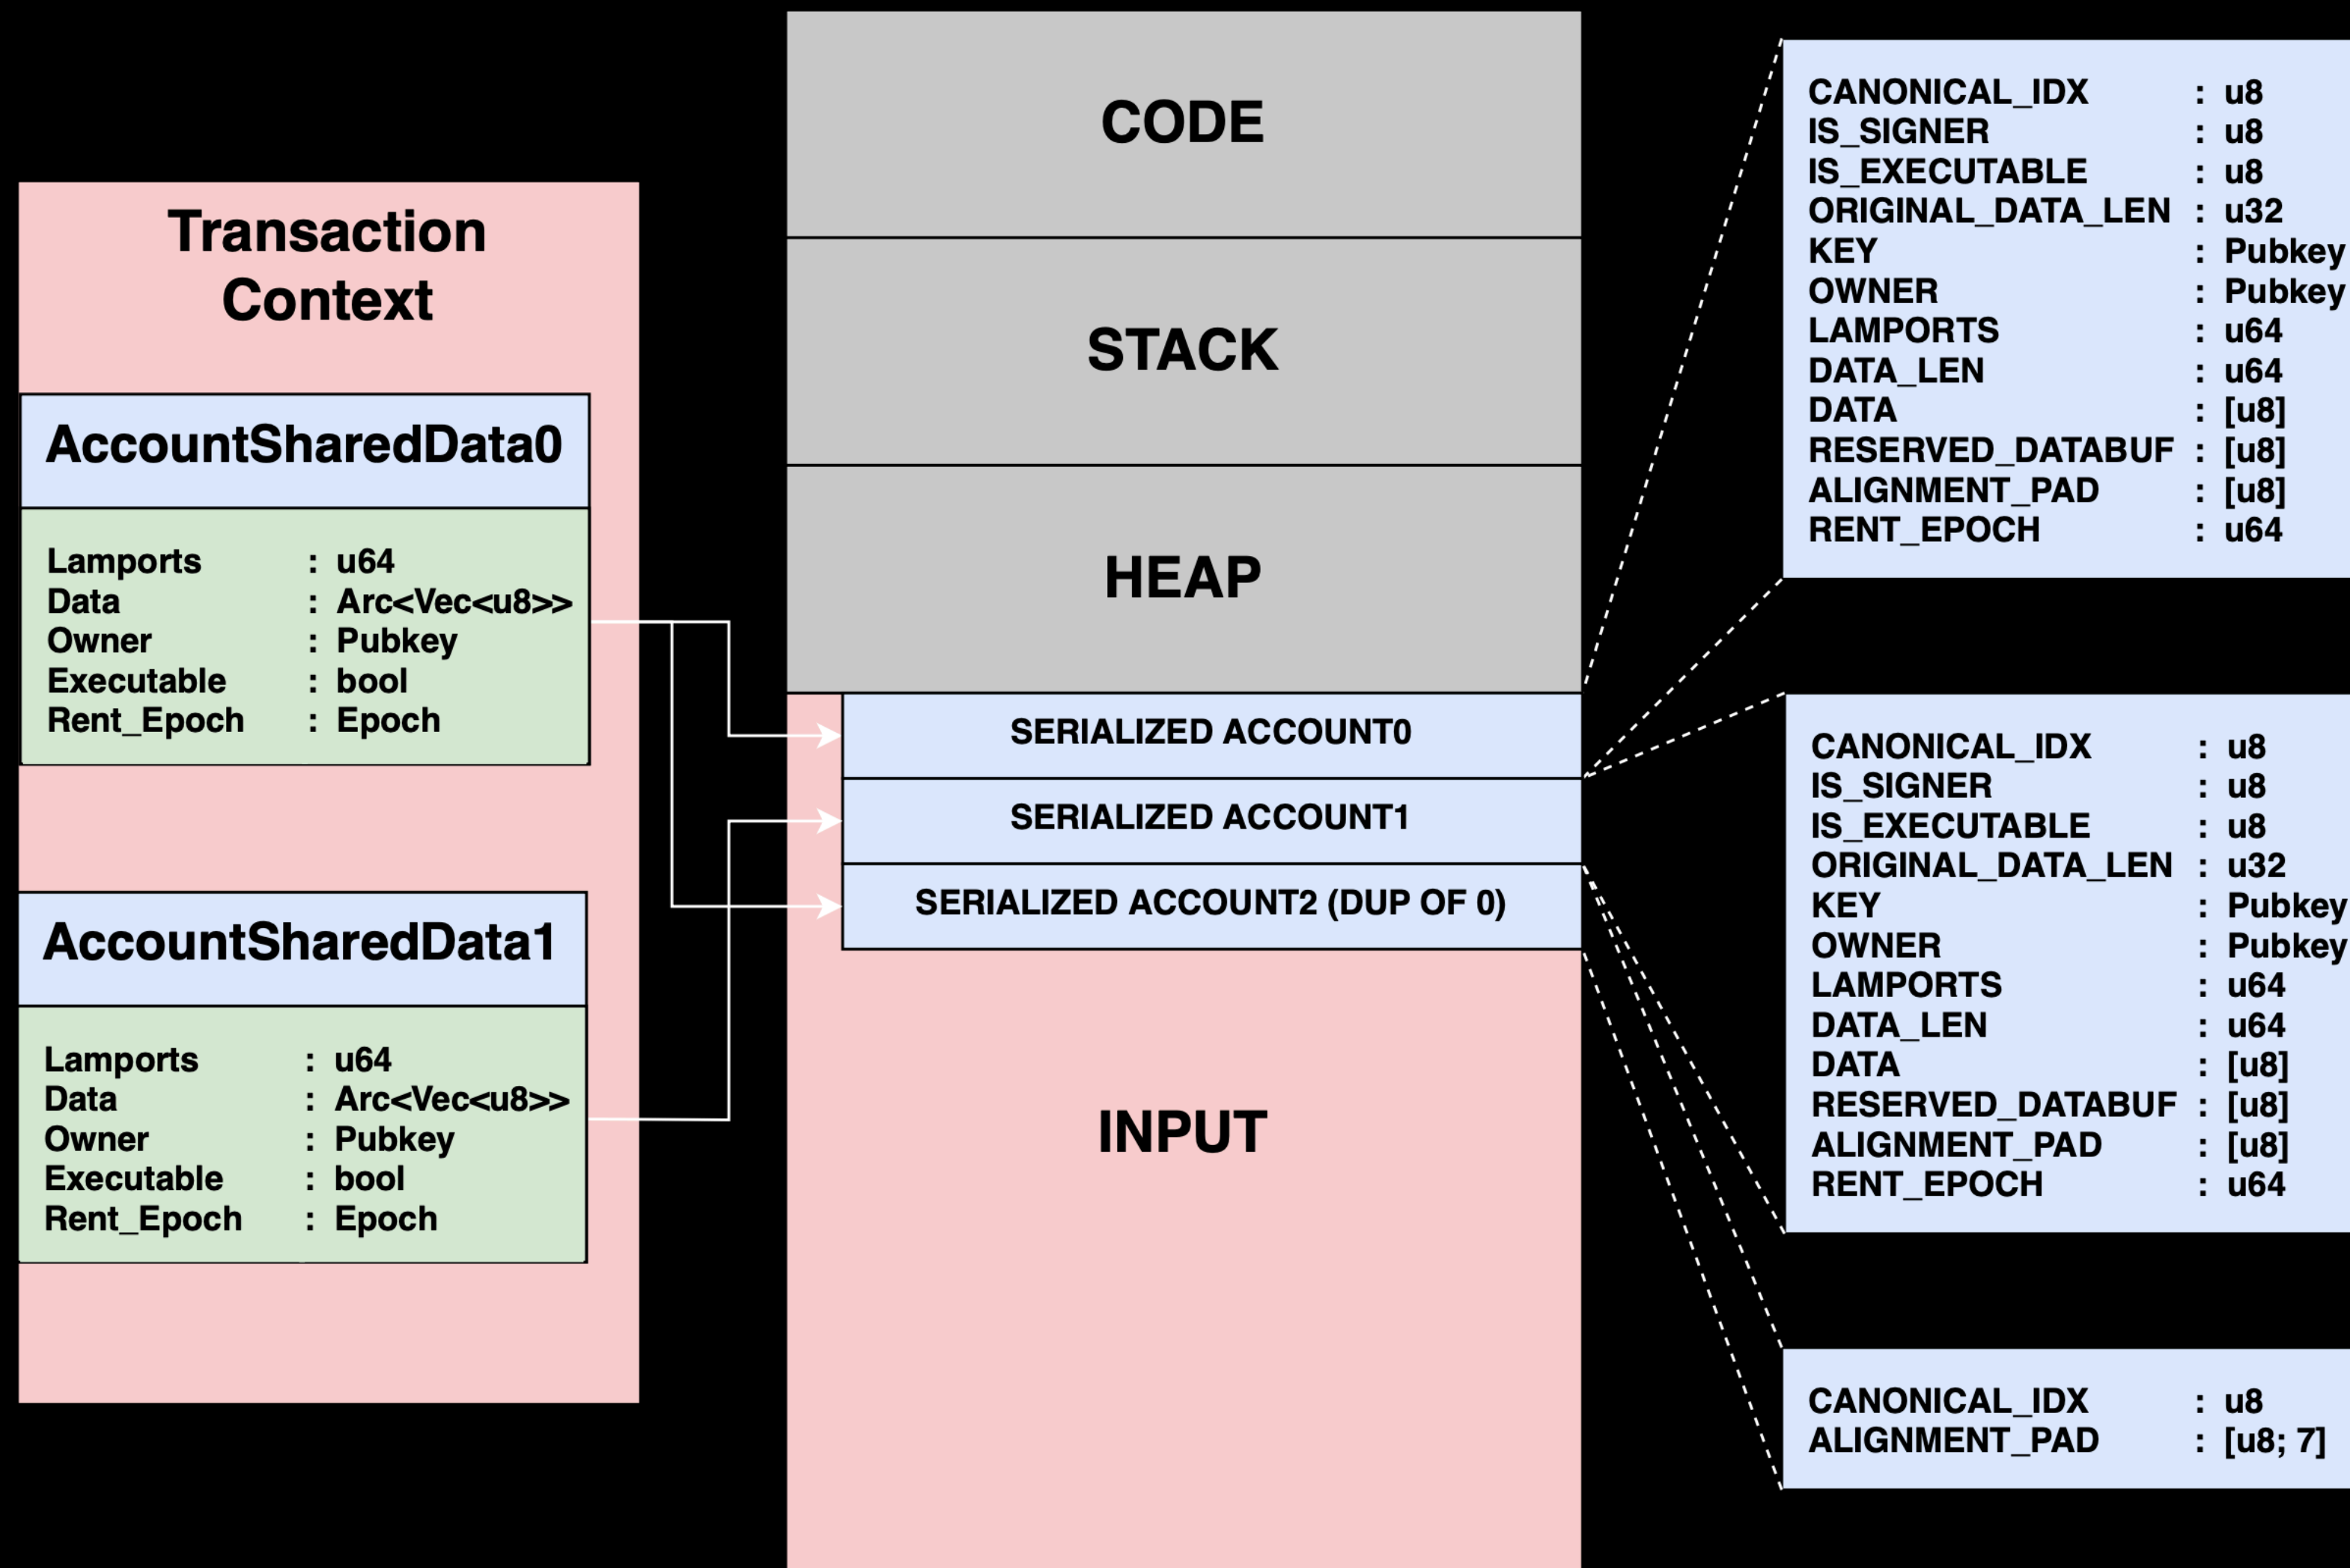 Transaction
Context
AccountSharedData0
Lamports : u64
Data : Arc<Vec<u8>>
Owner : Pubkey
Executable : bool
Rent_Epoch : Epoch
AccountSharedData1
Lamports : u64
Data : Arc<Vec<u8>>
Owner : Pubkey
Executable : bool
Rent_Epoch : Epoch
CODE
STACK
HEAP
SERIALIZED ACCOUNT0
SERIALIZED ACCOUNT1
SERIALIZED ACCOUNT2 (DUP OF 0)
INPUT
CANONICAL_IDX : u8
IS_SIGNER : u8
IS_EXECUTABLE : u8
ORIGINAL_DATA_LEN : u32
KEY : Pubkey
OWNER : Pubkey
LAMPORTS : u64
DATA_LEN : u64
DATA : [u8]
RESERVED_DATABUF : [u8]
ALIGNMENT_PAD : [u8]
RENT_EPOCH : u64
CANONICAL_IDX : u8
IS_SIGNER : u8
IS_EXECUTABLE : u8
ORIGINAL_DATA_LEN : u32
KEY : Pubkey
OWNER : Pubkey
LAMPORTS : u64
DATA_LEN : u64
DATA : [u8]
RESERVED_DATABUF : [u8]
ALIGNMENT_PAD : [u8]
RENT_EPOCH : u64
CANONICAL_IDX : u8
ALIGNMENT_PAD : [u8; 7]